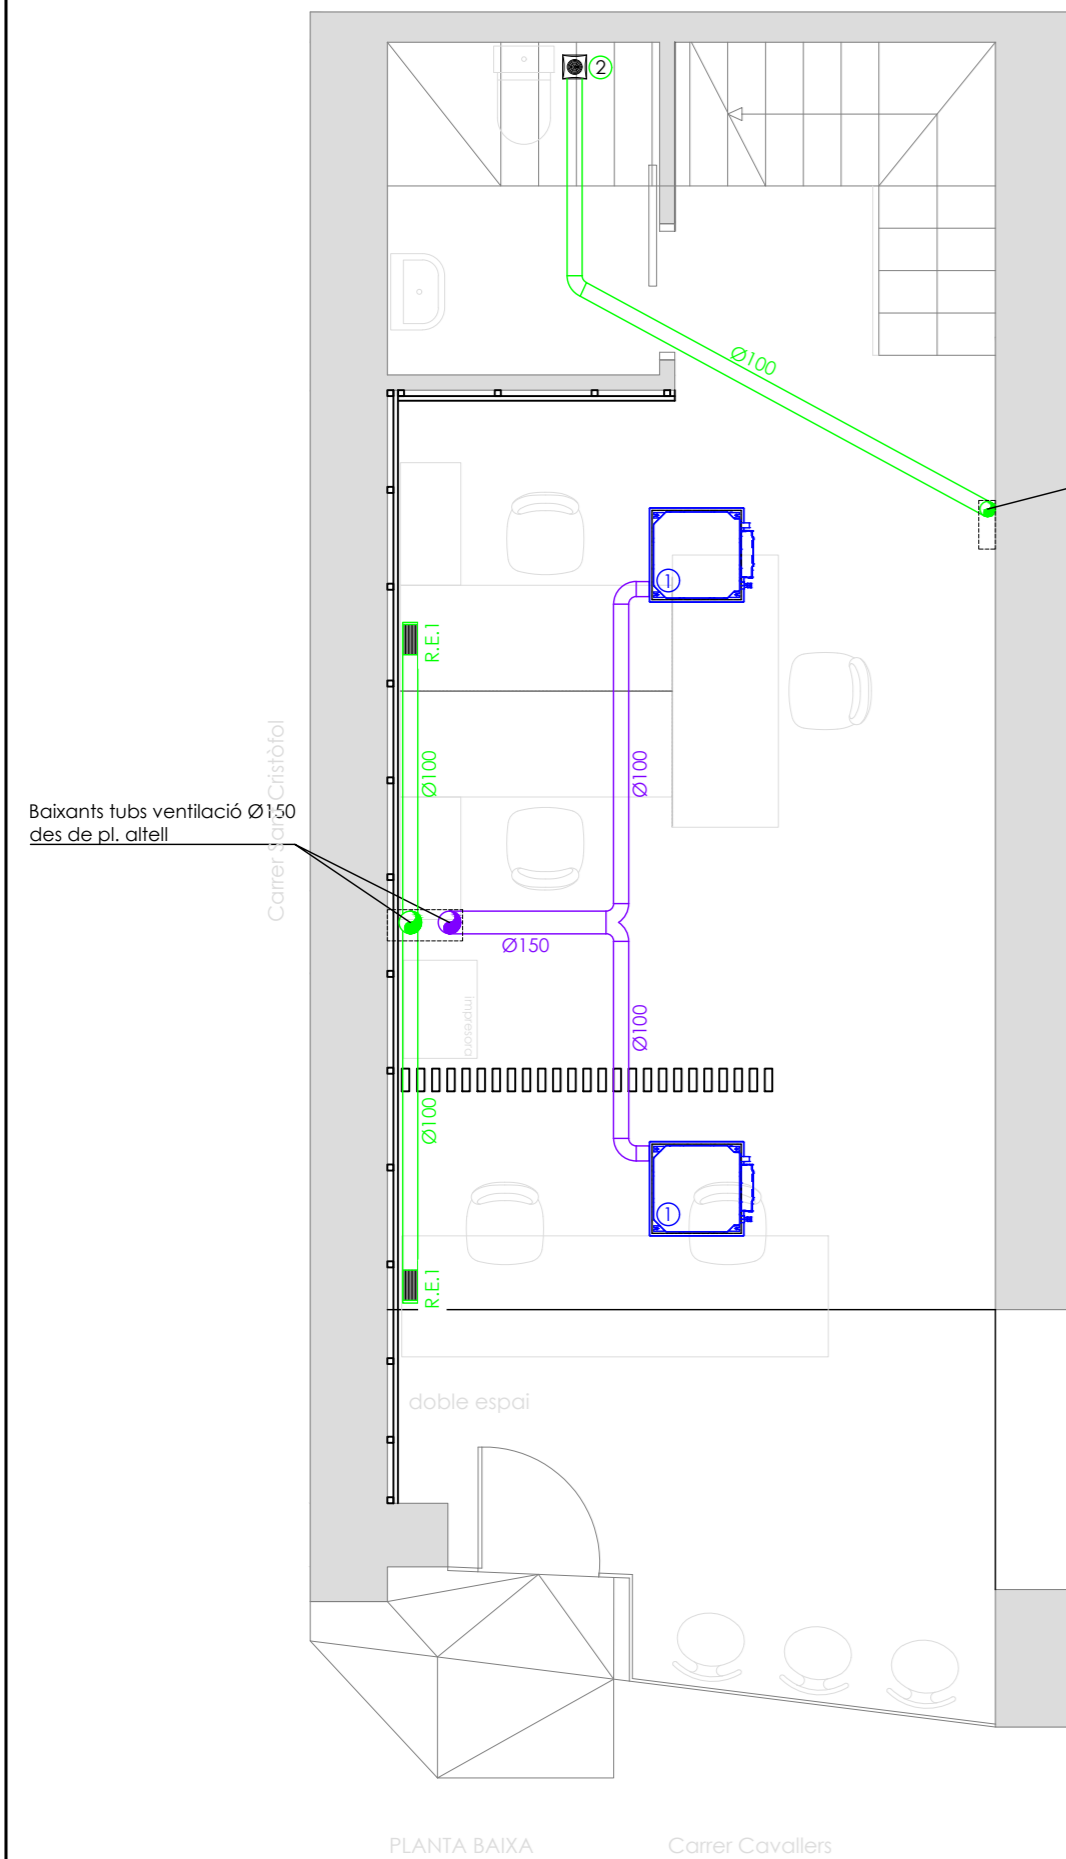 2
Ø100
1
R.E.1
Ø100
Ø100
Carrer Sant Cristòfol
Baixants tubs ventilació Ø150
des de pl. altell
Ø150
impresora
Ø100
Ø100
1
R.E.1
doble espai
PLANTA BAIXA
Carrer Cavallers